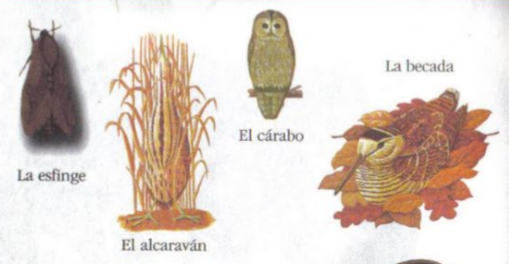 La becada
El cárabo
La esfinge
El alcaraván